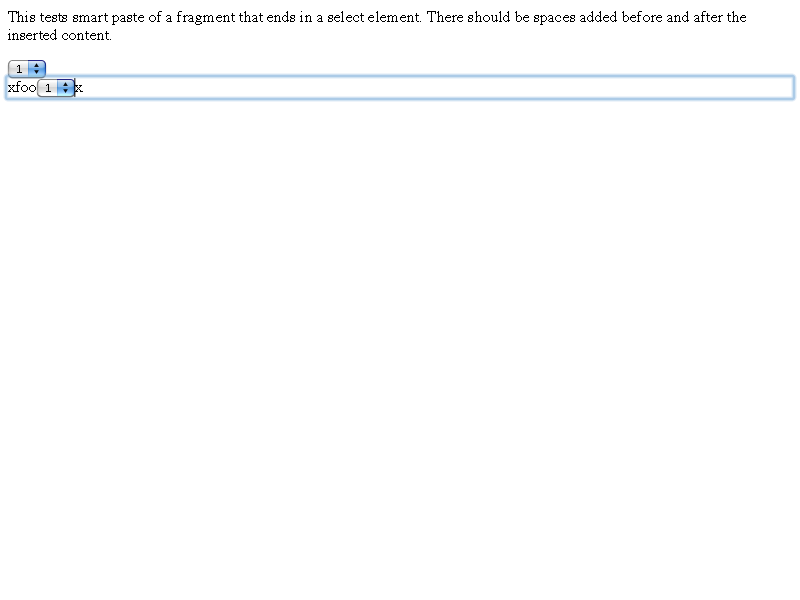 This tests smart paste of a fragment that ends in a select element. There should be spaces added before and after the
inserted content.
1
xfoo 1 x